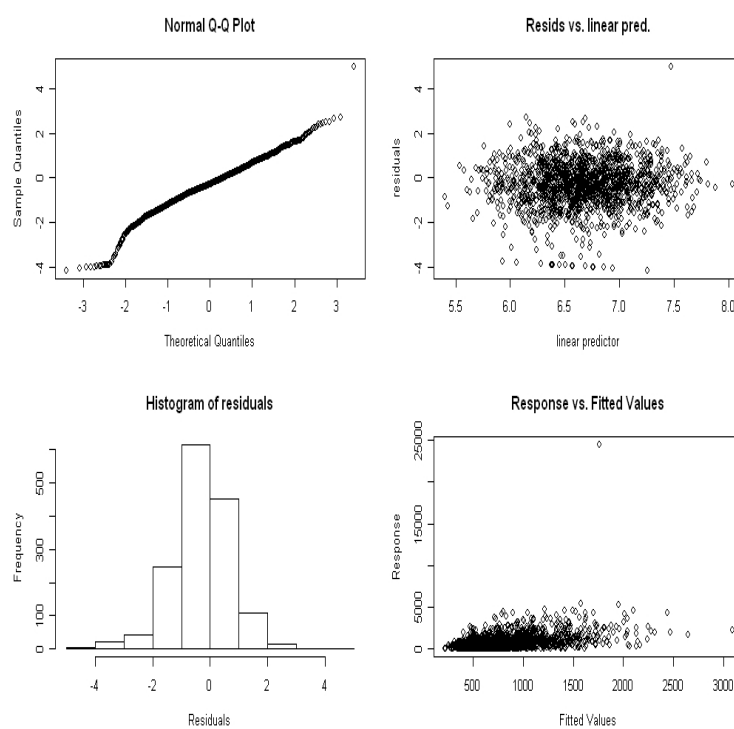 Normal Q-Q Plot
Sample Quantiles
4
2
0
-2
-4
-3 -2 -1 0 1 2 3
Theoretical Quantiles
Resids vs. linear pred.
residuals
4
2
0
-2
-4
5.5 6.0 6.5 7.0 7.5 8.0
linear predictor
Histogram of residuals
Frequency
500
300
100
0
-4 -2 0 2 4
Residuals
Response vs. Fitted Values
Response
25000
15000
5000
0
500 1000 1500 2000 2500 3000
Fitted Values